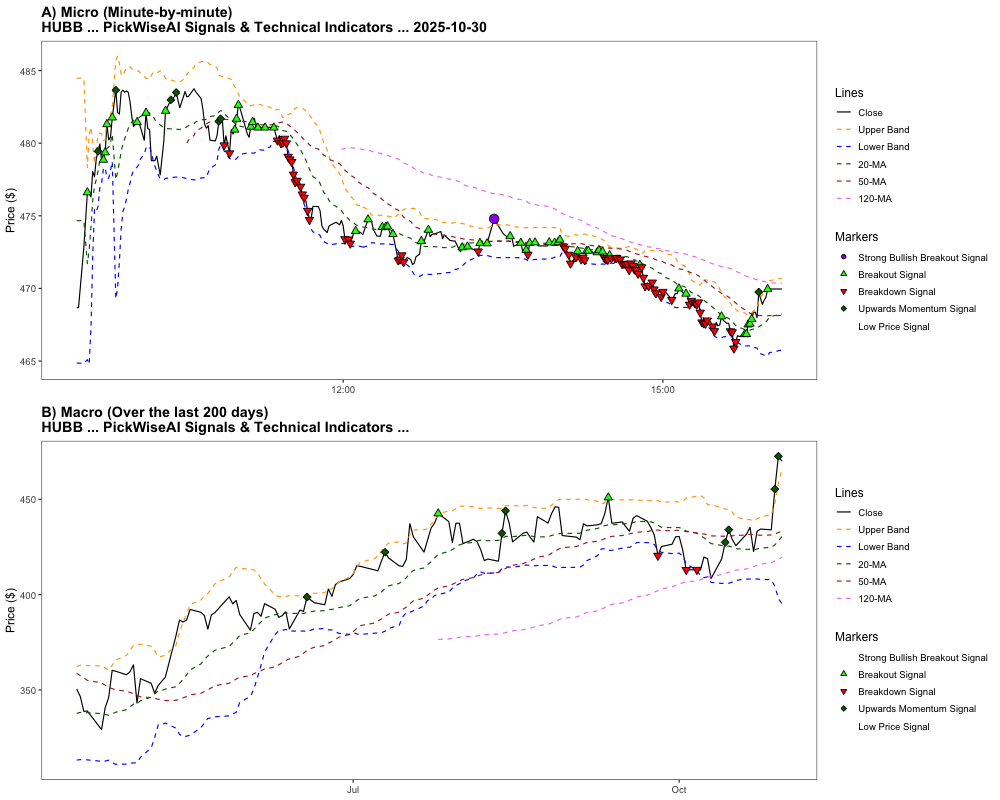 A) Micro (Minute-by-minute)
HUBB ... PickWiseAI Signals & Technical Indicators ... 2025-10-30
485
480
475
470
465
Price ($)
12:00
15:00
Lines
Close
Upper Band
Lower Band
20-MA
50-MA
120-MA
Markers
Strong Bullish Breakout Signal
Breakout Signal
Breakdown Signal
Upwards Momentum Signal
Low Price Signal
B) Macro (Over the last 200 days)
HUBB ... PickWiseAI Signals & Technical Indicators ...
450
400
350
Price ($)
Jul
Oct
Lines
Close
Upper Band
Lower Band
20-MA
50-MA
120-MA
Markers
Strong Bullish Breakout Signal
Breakout Signal
Breakdown Signal
Upwards Momentum Signal
Low Price Signal